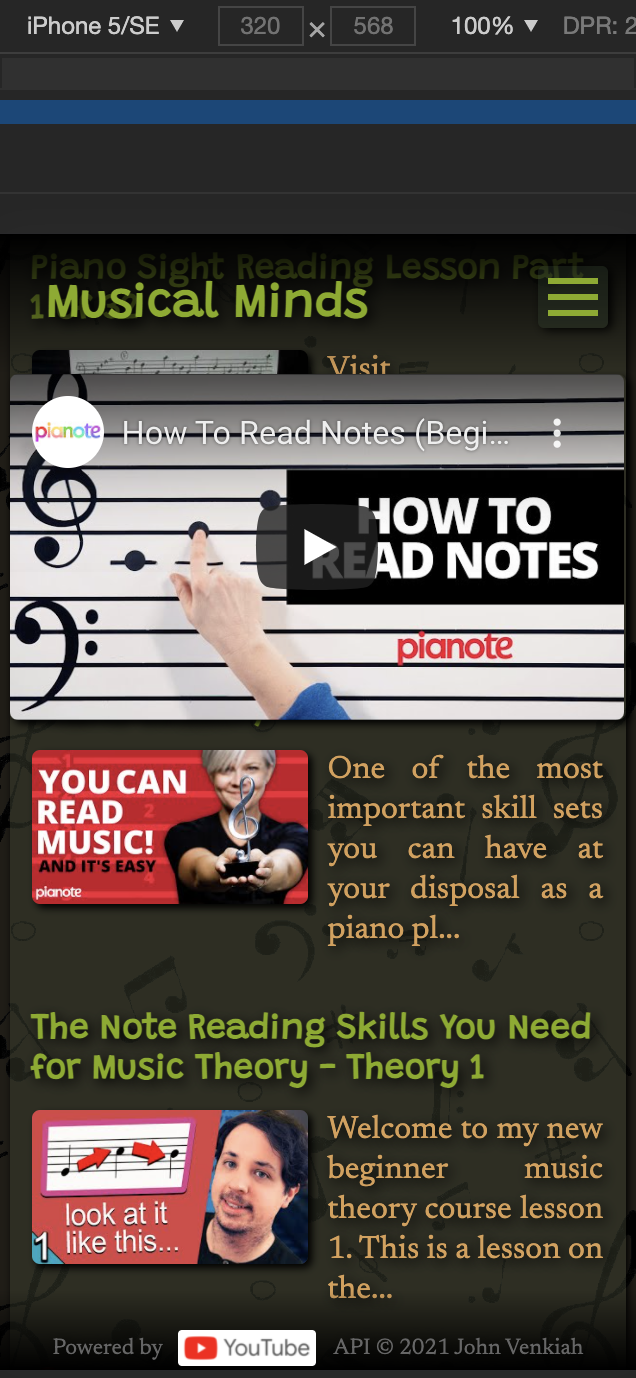 iPhone 5/SE ▼ 320 × 568 100% ▼ DPR: 2
Piano Sight Reading Lesson Part
Musical Minds
Visit
pianote How To Read Notes (Begi...
HOW TO
READ NOTES
pianote
YOU CAN
READ
MUSIC!
AND IT'S EASY
pianote
One of the most
important skill sets
you can have at
your disposal as a
piano pl...
The Note Reading Skills You Need
for Music Theory - Theory 1
look at it
like this...
1
Welcome to my new
beginner music
theory course lesson
1. This is a lesson on
the...
Powered by YouTube API © 2021 John Venkiah